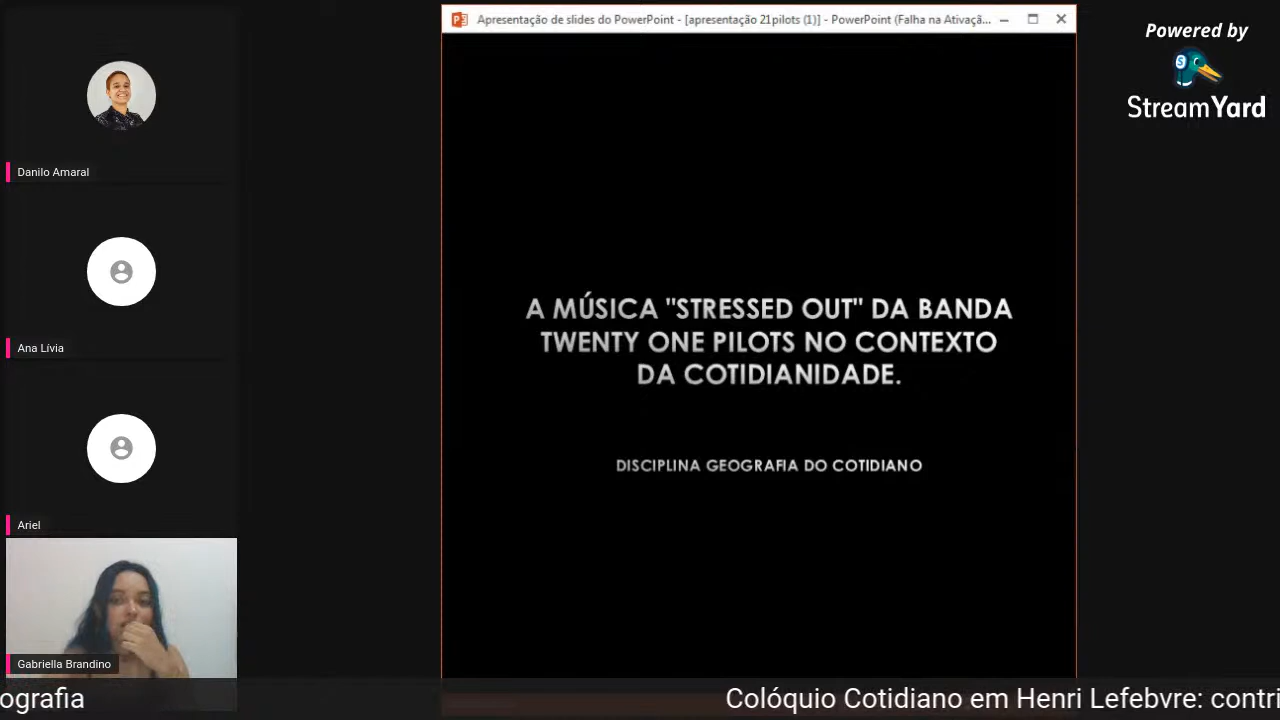 Apresentação de slides do PowerPoint - [apresentação 21pilots (1)] - PowerPoint (Falha na Ativaçã...
Powered by
StreamYard
Danilo Amaral
Ana Lívia
Ariel
Gabriella Brandino
A MÚSICA "STRESSED OUT" DA BANDA
TWENTY ONE PILOTS NO CONTEXTO
DA COTIDIANIDADE.
DISCIPLINA GEOGRAFIA DO COTIDIANO
ografia
Colóquio Cotidiano em Henri Lefebvre: contri